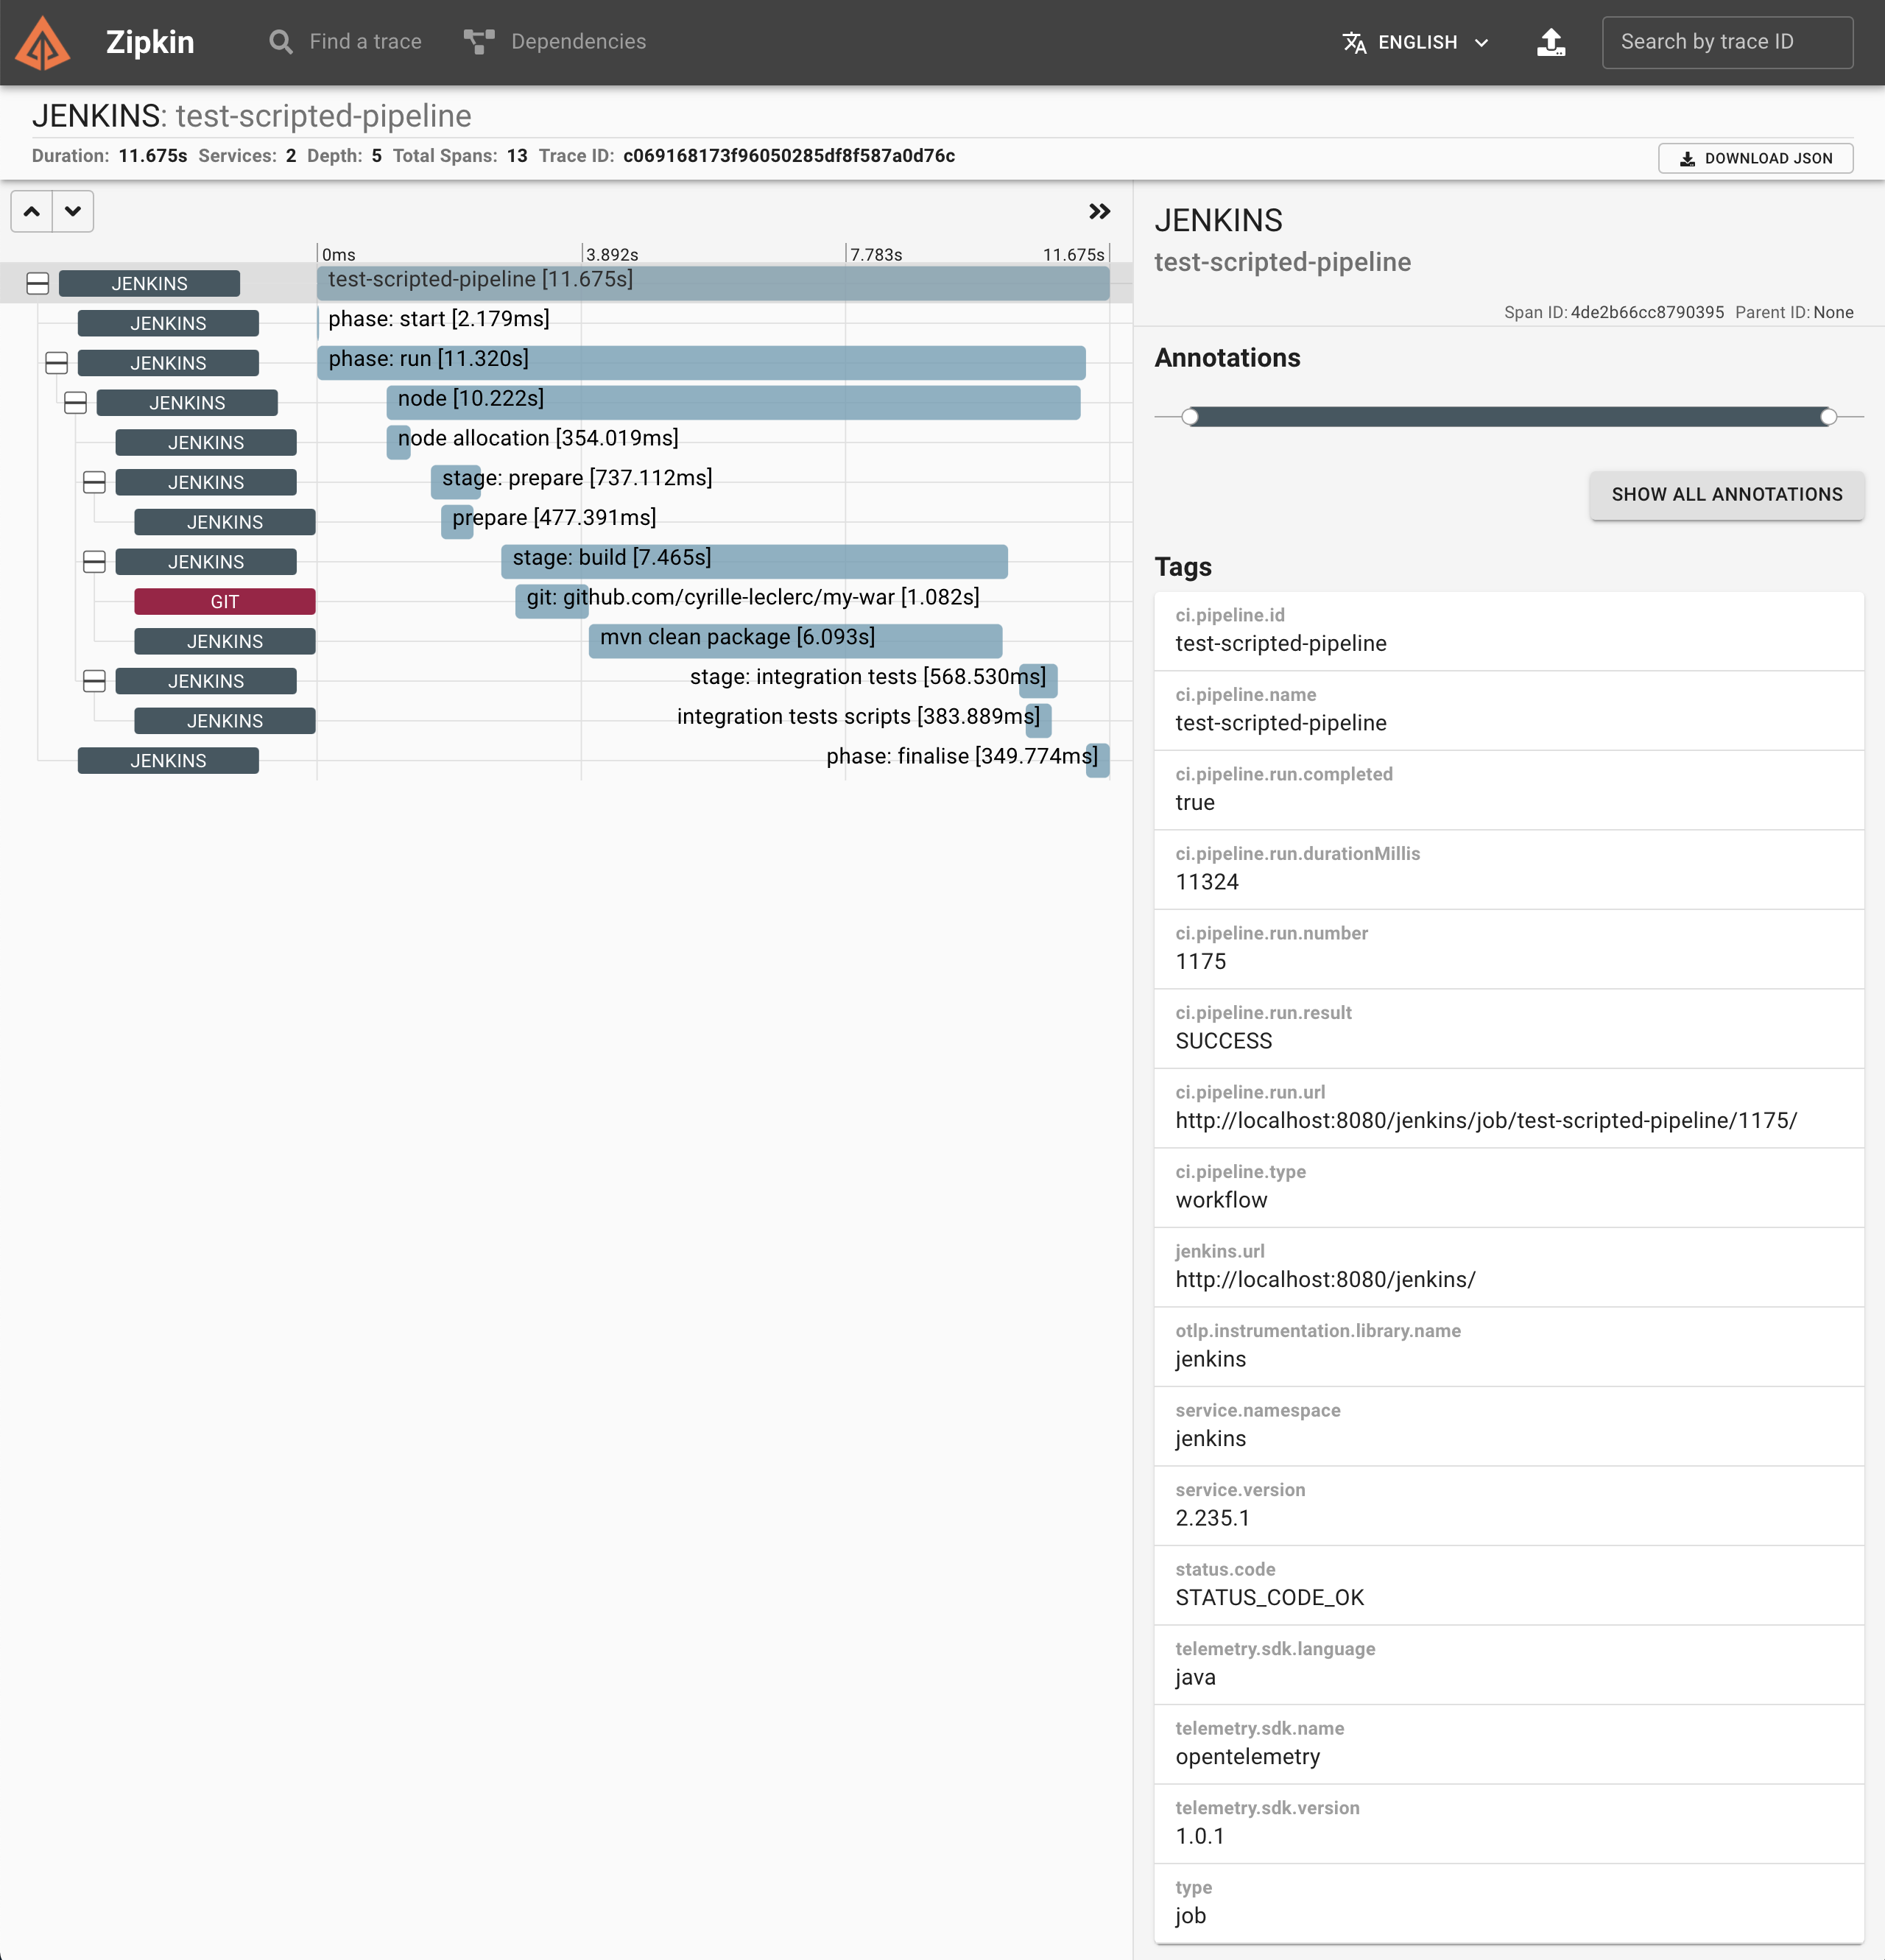 Zipkin
Find a trace
Dependencies
ENGLISH
Search by trace ID
JENKINS: test-scripted-pipeline
Duration: 11.675s Services: 2 Depth: 5 Total Spans: 13 Trace ID: c069168173f96050285df8f587a0d76c
DOWNLOAD JSON
0ms 3.892s 7.783s 11.675s
JENKINS test-scripted-pipeline [11.675s]
JENKINS phase: start [2.179ms]
JENKINS phase: run [11.320s]
JENKINS node [10.222s]
JENKINS node allocation [354.019ms]
JENKINS stage: prepare [737.112ms]
JENKINS prepare [477.391ms]
JENKINS stage: build [7.465s]
GIT git: github.com/cyrille-leclerc/my-war [1.082s]
JENKINS mvn clean package [6.093s]
JENKINS stage: integration tests [568.530ms]
JENKINS integration tests scripts [383.889ms]
JENKINS phase: finalise [349.774ms]
JENKINS
test-scripted-pipeline
Span ID: 4de2b66cc8790395 Parent ID: None
Annotations
SHOW ALL ANNOTATIONS
Tags
ci.pipeline.id
test-scripted-pipeline
ci.pipeline.name
test-scripted-pipeline
ci.pipeline.run.completed
true
ci.pipeline.run.durationMillis
11324
ci.pipeline.run.number
1175
ci.pipeline.run.result
SUCCESS
ci.pipeline.run.url
http://localhost:8080/jenkins/job/test-scripted-pipeline/1175/
ci.pipeline.type
workflow
jenkins.url
http://localhost:8080/jenkins/
otlp.instrumentation.library.name
jenkins
service.namespace
jenkins
service.version
2.235.1
status.code
STATUS_CODE_OK
telemetry.sdk.language
java
telemetry.sdk.name
opentelemetry
telemetry.sdk.version
1.0.1
type
job